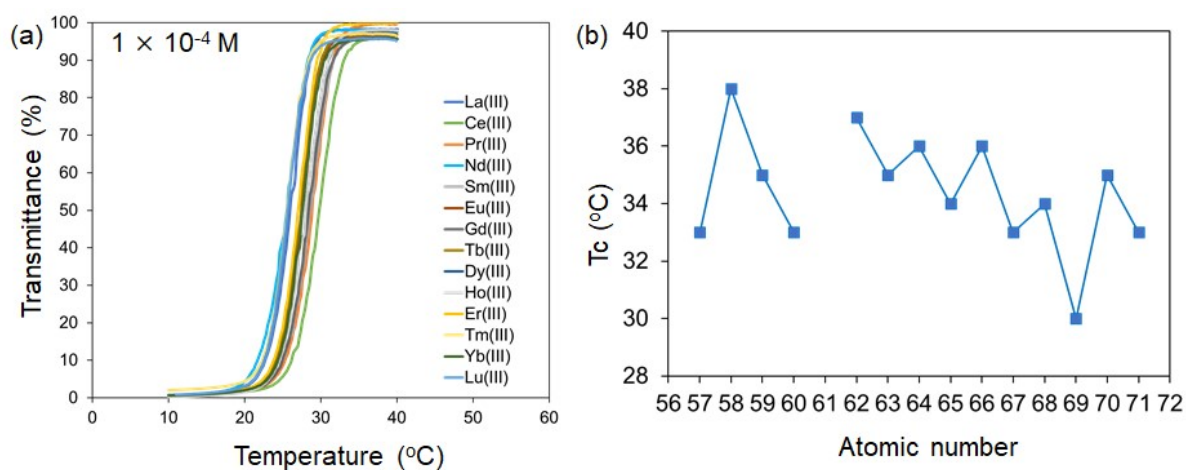 (a)
1 × 10-4 M
Transmittance (%)
100
90
80
70
60
50
40
30
20
10
0
0 10 20 30 40 50 60
Temperature (oC)
La(III)
Ce(III)
Pr(III)
Nd(III)
Sm(III)
Eu(III)
Gd(III)
Tb(III)
Dy(III)
Ho(III)
Er(III)
Tm(III)
Yb(III)
Lu(III)
(b)
Tc (oC)
40
38
36
34
32
30
28
56 57 58 59 60 61 62 63 64 65 66 67 68 69 70 71 72
Atomic number